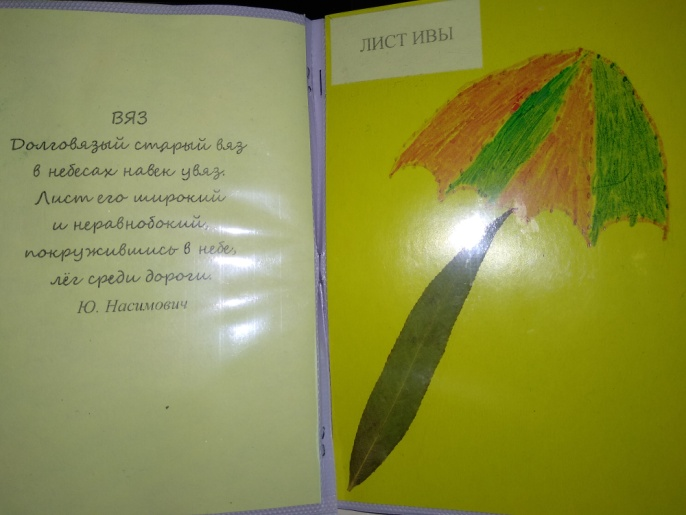 ВЯЗ
Долговязый старый вяз
в небесах навек увяз.
Лист его широкий
и неравнобокий,
покружившись в небе,
лёг среди дороги.
Ю. Насимович
ЛИСТ ИВЫ